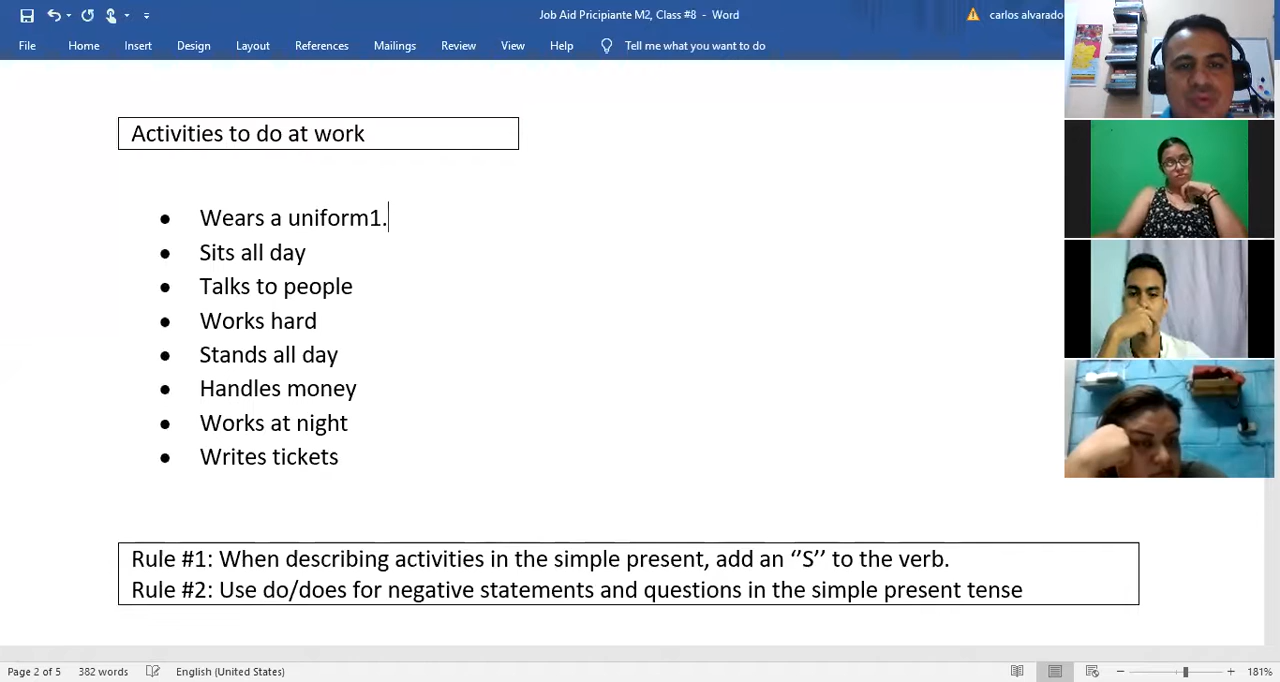 Job Aid Pricipiante M2, Class #8 - Word
carlos alvarado
File Home Insert Design Layout References Mailings Review View Help Tell me what you want to do
Activities to do at work
• Wears a uniform1.
• Sits all day
• Talks to people
• Works hard
• Stands all day
• Handles money
• Works at night
• Writes tickets
Rule #1: When describing activities in the simple present, add an ‘’S’’ to the verb.
Rule #2: Use do/does for negative statements and questions in the simple present tense
Page 2 of 5 382 words English (United States) 181%